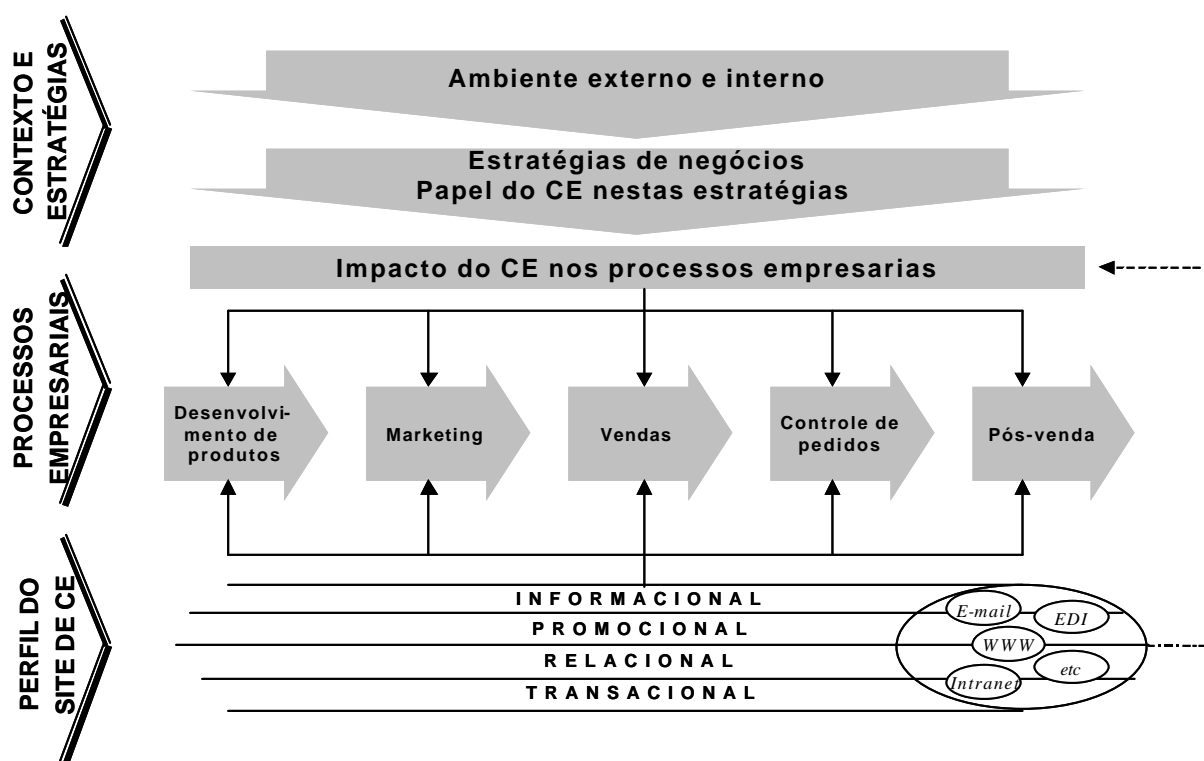 CONTEXTO E
ESTRATÉGIAS
Ambiente externo e interno
Estratégias de negócios
Papel do CE nestas estratégias
PROCESSOS
EMPRESARIAIS
Impacto do CE nos processos empresarias
Desenvolvi-
mento de
produtos
Marketing
Vendas
Controle de
pedidos
Pós-venda
PERFIL DO
SITE DE CE
INFORMACIONAL
PROMOCIONAL
RELACIONAL
TRANSACIONAL
E-mail
EDI
WWW
etc
Intranet